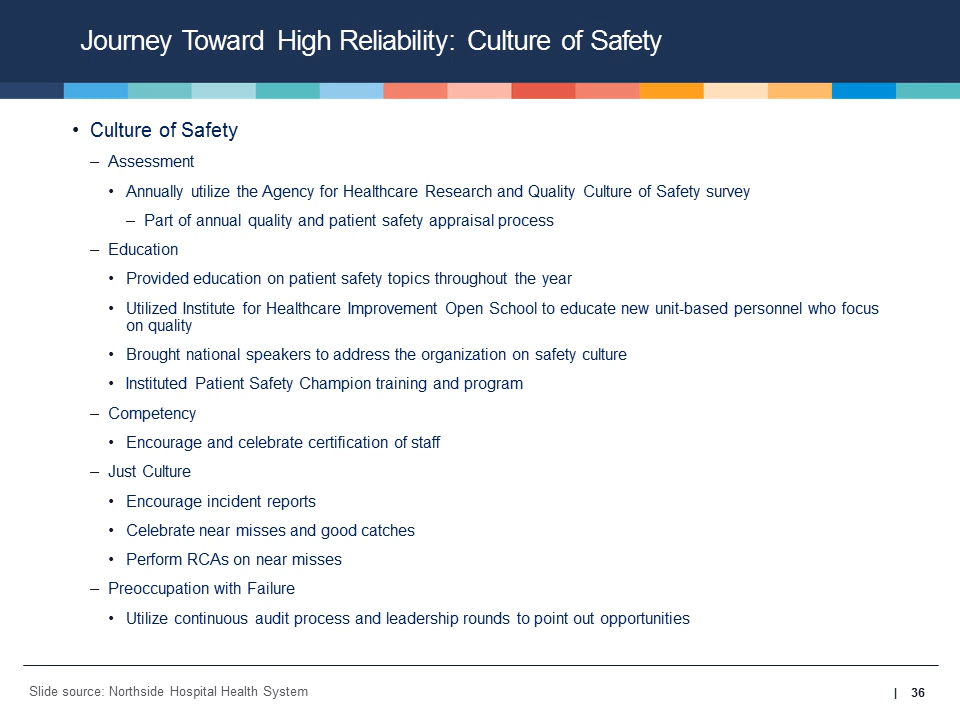 Journey Toward High Reliability: Culture of Safety
• Culture of Safety
– Assessment
• Annually utilize the Agency for Healthcare Research and Quality Culture of Safety survey
– Part of annual quality and patient safety appraisal process
– Education
• Provided education on patient safety topics throughout the year
• Utilized Institute for Healthcare Improvement Open School to educate new unit-based personnel who focus
on quality
• Brought national speakers to address the organization on safety culture
• Instituted Patient Safety Champion training and program
– Competency
• Encourage and celebrate certification of staff
– Just Culture
• Encourage incident reports
• Celebrate near misses and good catches
• Perform RCAs on near misses
– Preoccupation with Failure
• Utilize continuous audit process and leadership rounds to point out opportunities
Slide source: Northside Hospital Health System
| 36